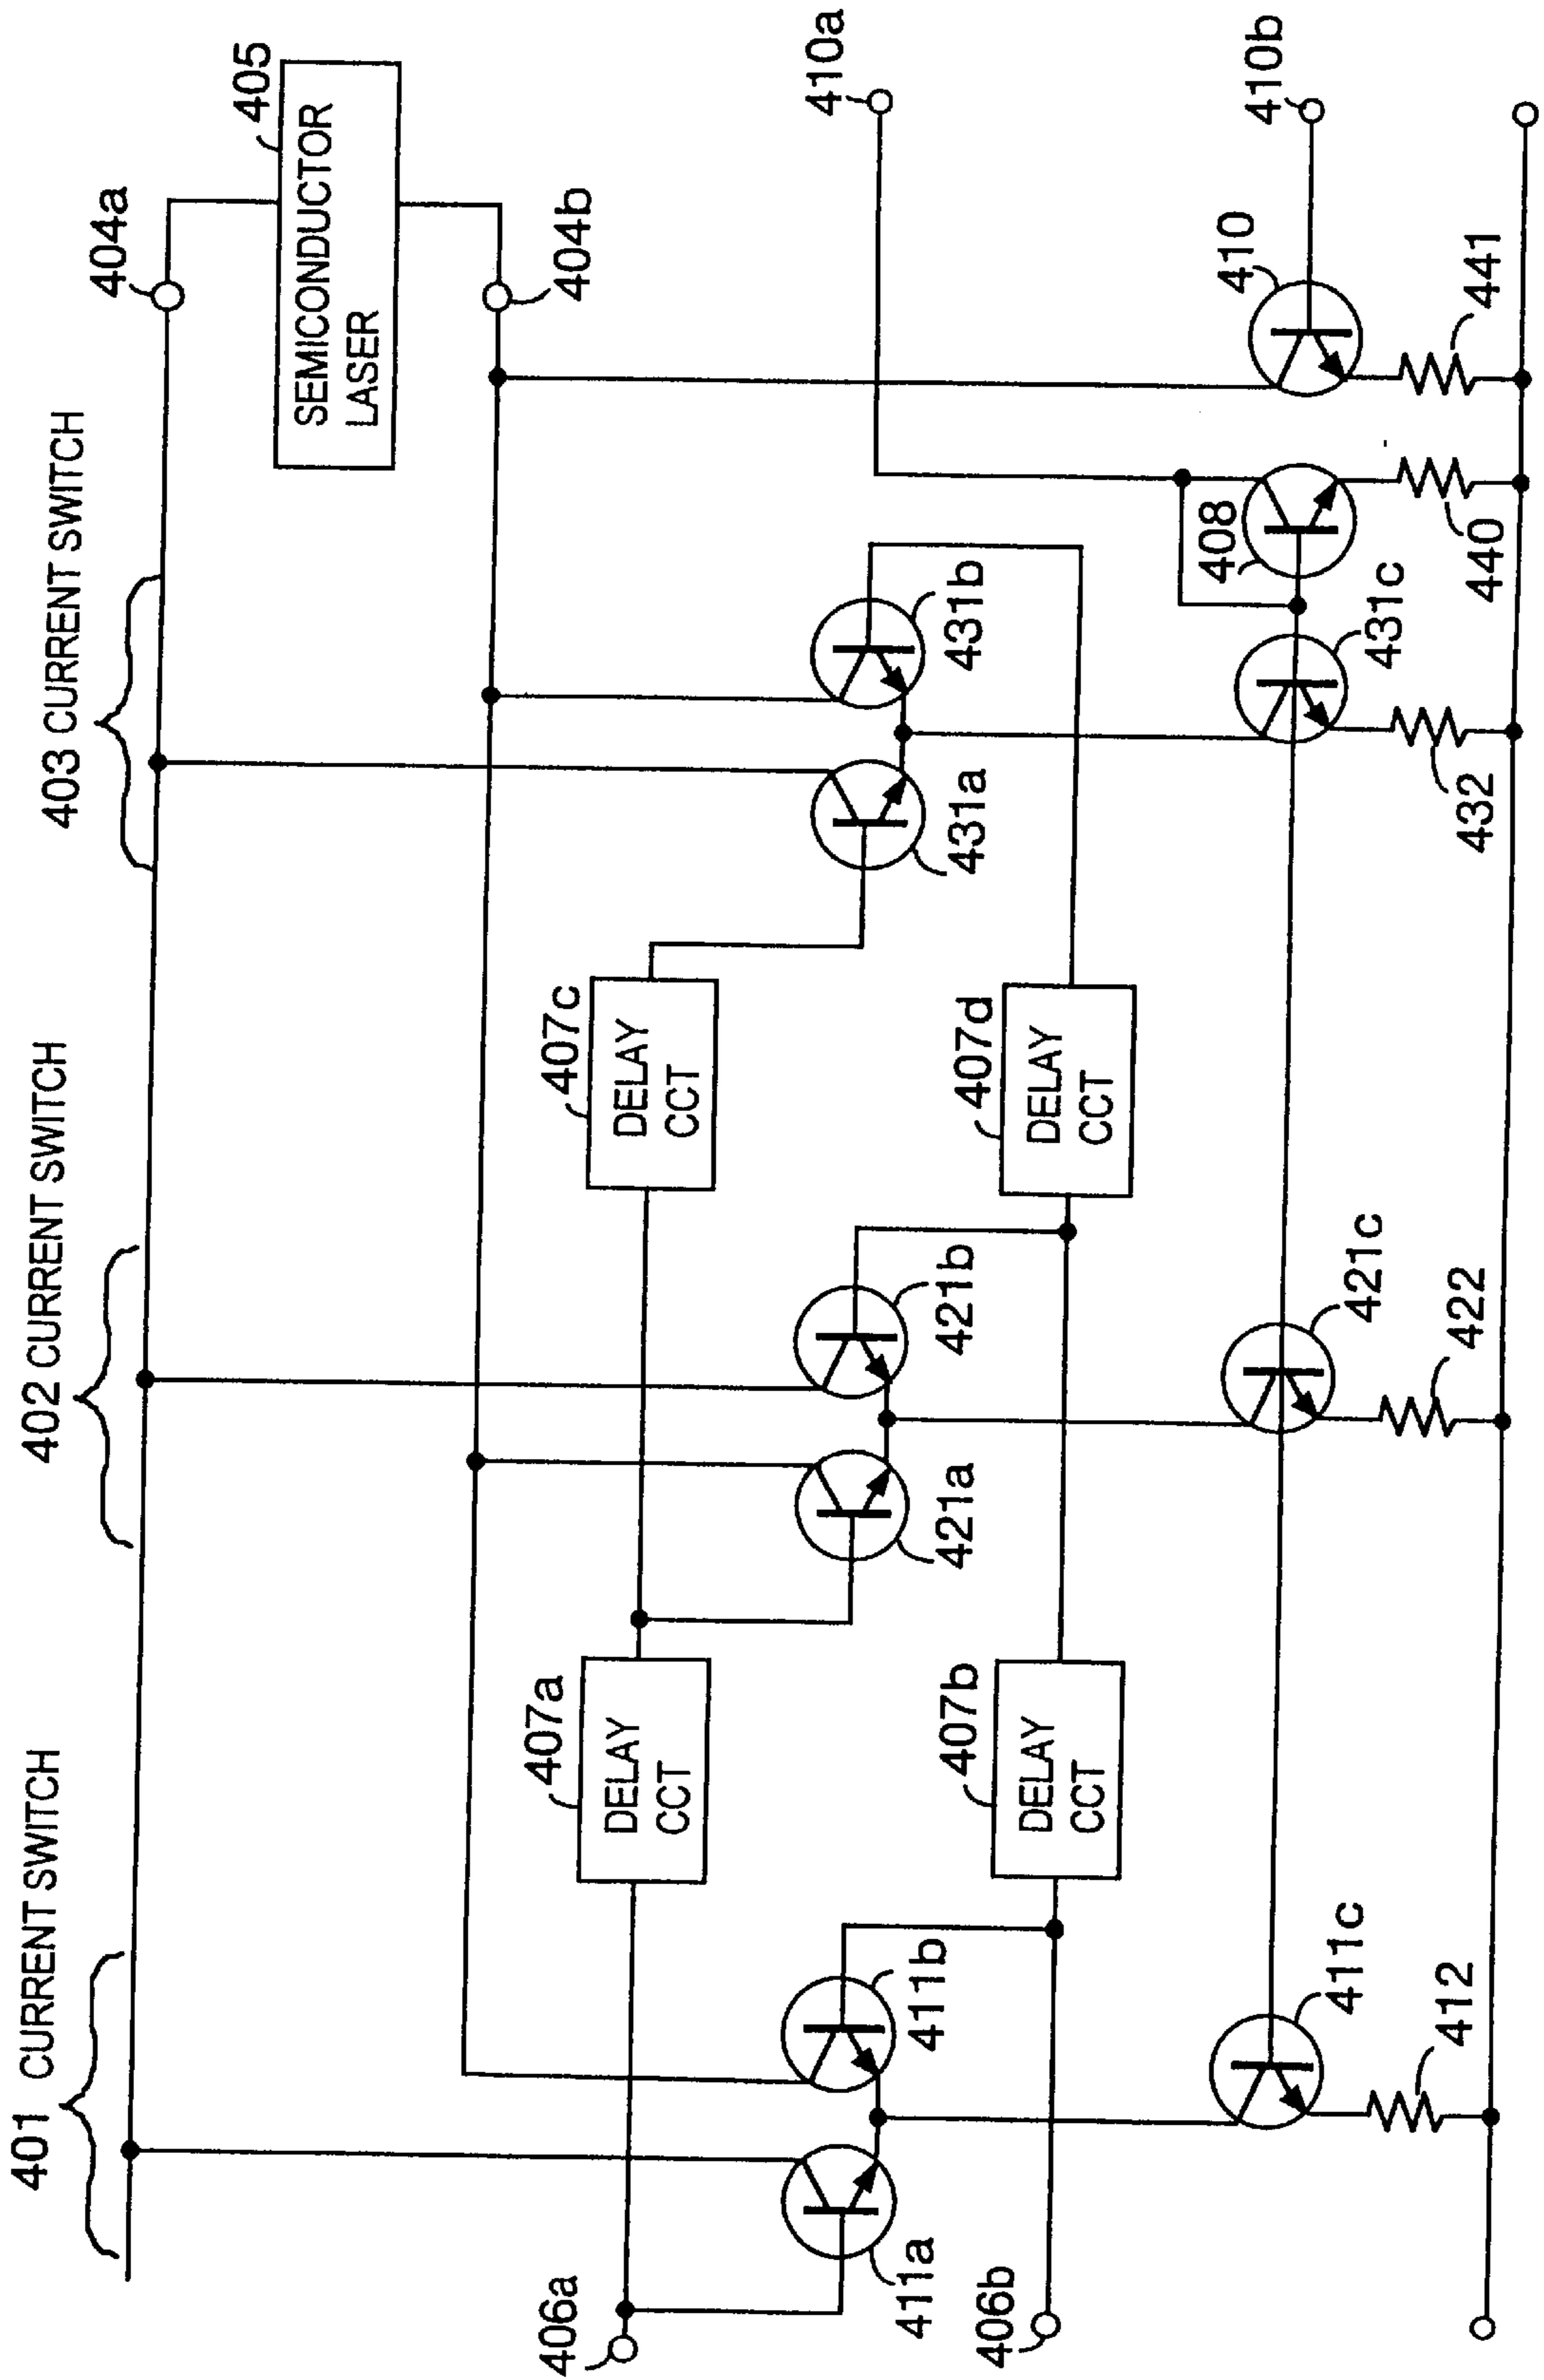 401 CURRENT SWITCH
402 CURRENT SWITCH
403 CURRENT SWITCH
404a
405
SEMICONDUCTOR
LASER
404b
406a
407a
DELAY
CCT
407c
DELAY
CCT
410a
411a
411b
421a
421b
431a
431b
406b
407b
DELAY
CCT
407d
DELAY
CCT
408
410
410b
411c
412
421c
422
431c
432
440
441